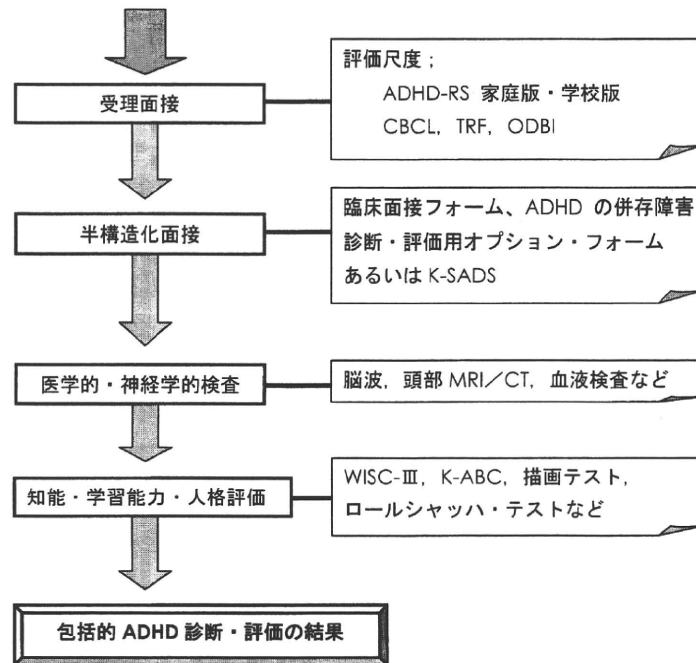 受理面接
評価尺度；
ADHD-RS 家庭版・学校版
CBCL, TRF, ODBI
半構造化面接
臨床面接フォーム、ADHD の併存障害
診断・評価用オプション・フォーム
あるいは K-SADS
医学的・神経学的検査
脳波, 頭部 MRI／CT, 血液検査など
知能・学習能力・人格評価
WISC-Ⅲ, K-ABC, 描画テスト,
ロールシャッハ・テストなど
包括的 ADHD 診断・評価の結果